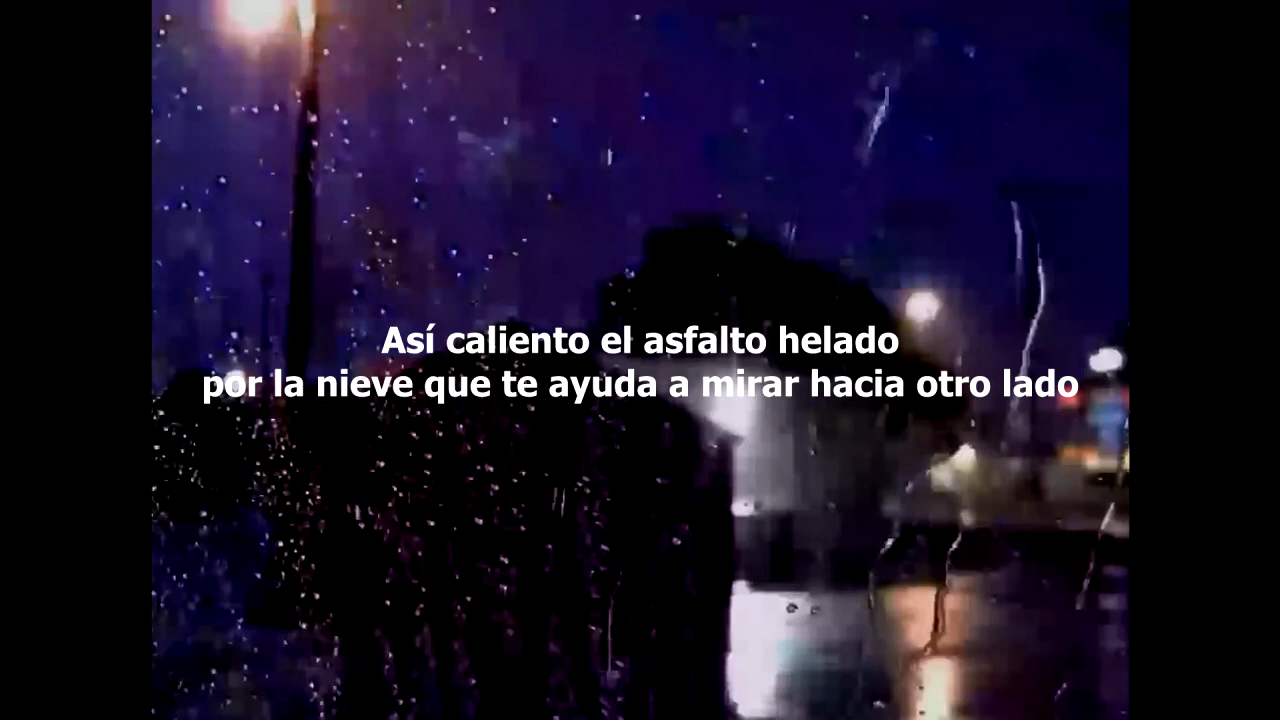 Así caliento el asfalto helado
por la nieve que te ayuda a mirar hacia otro lado